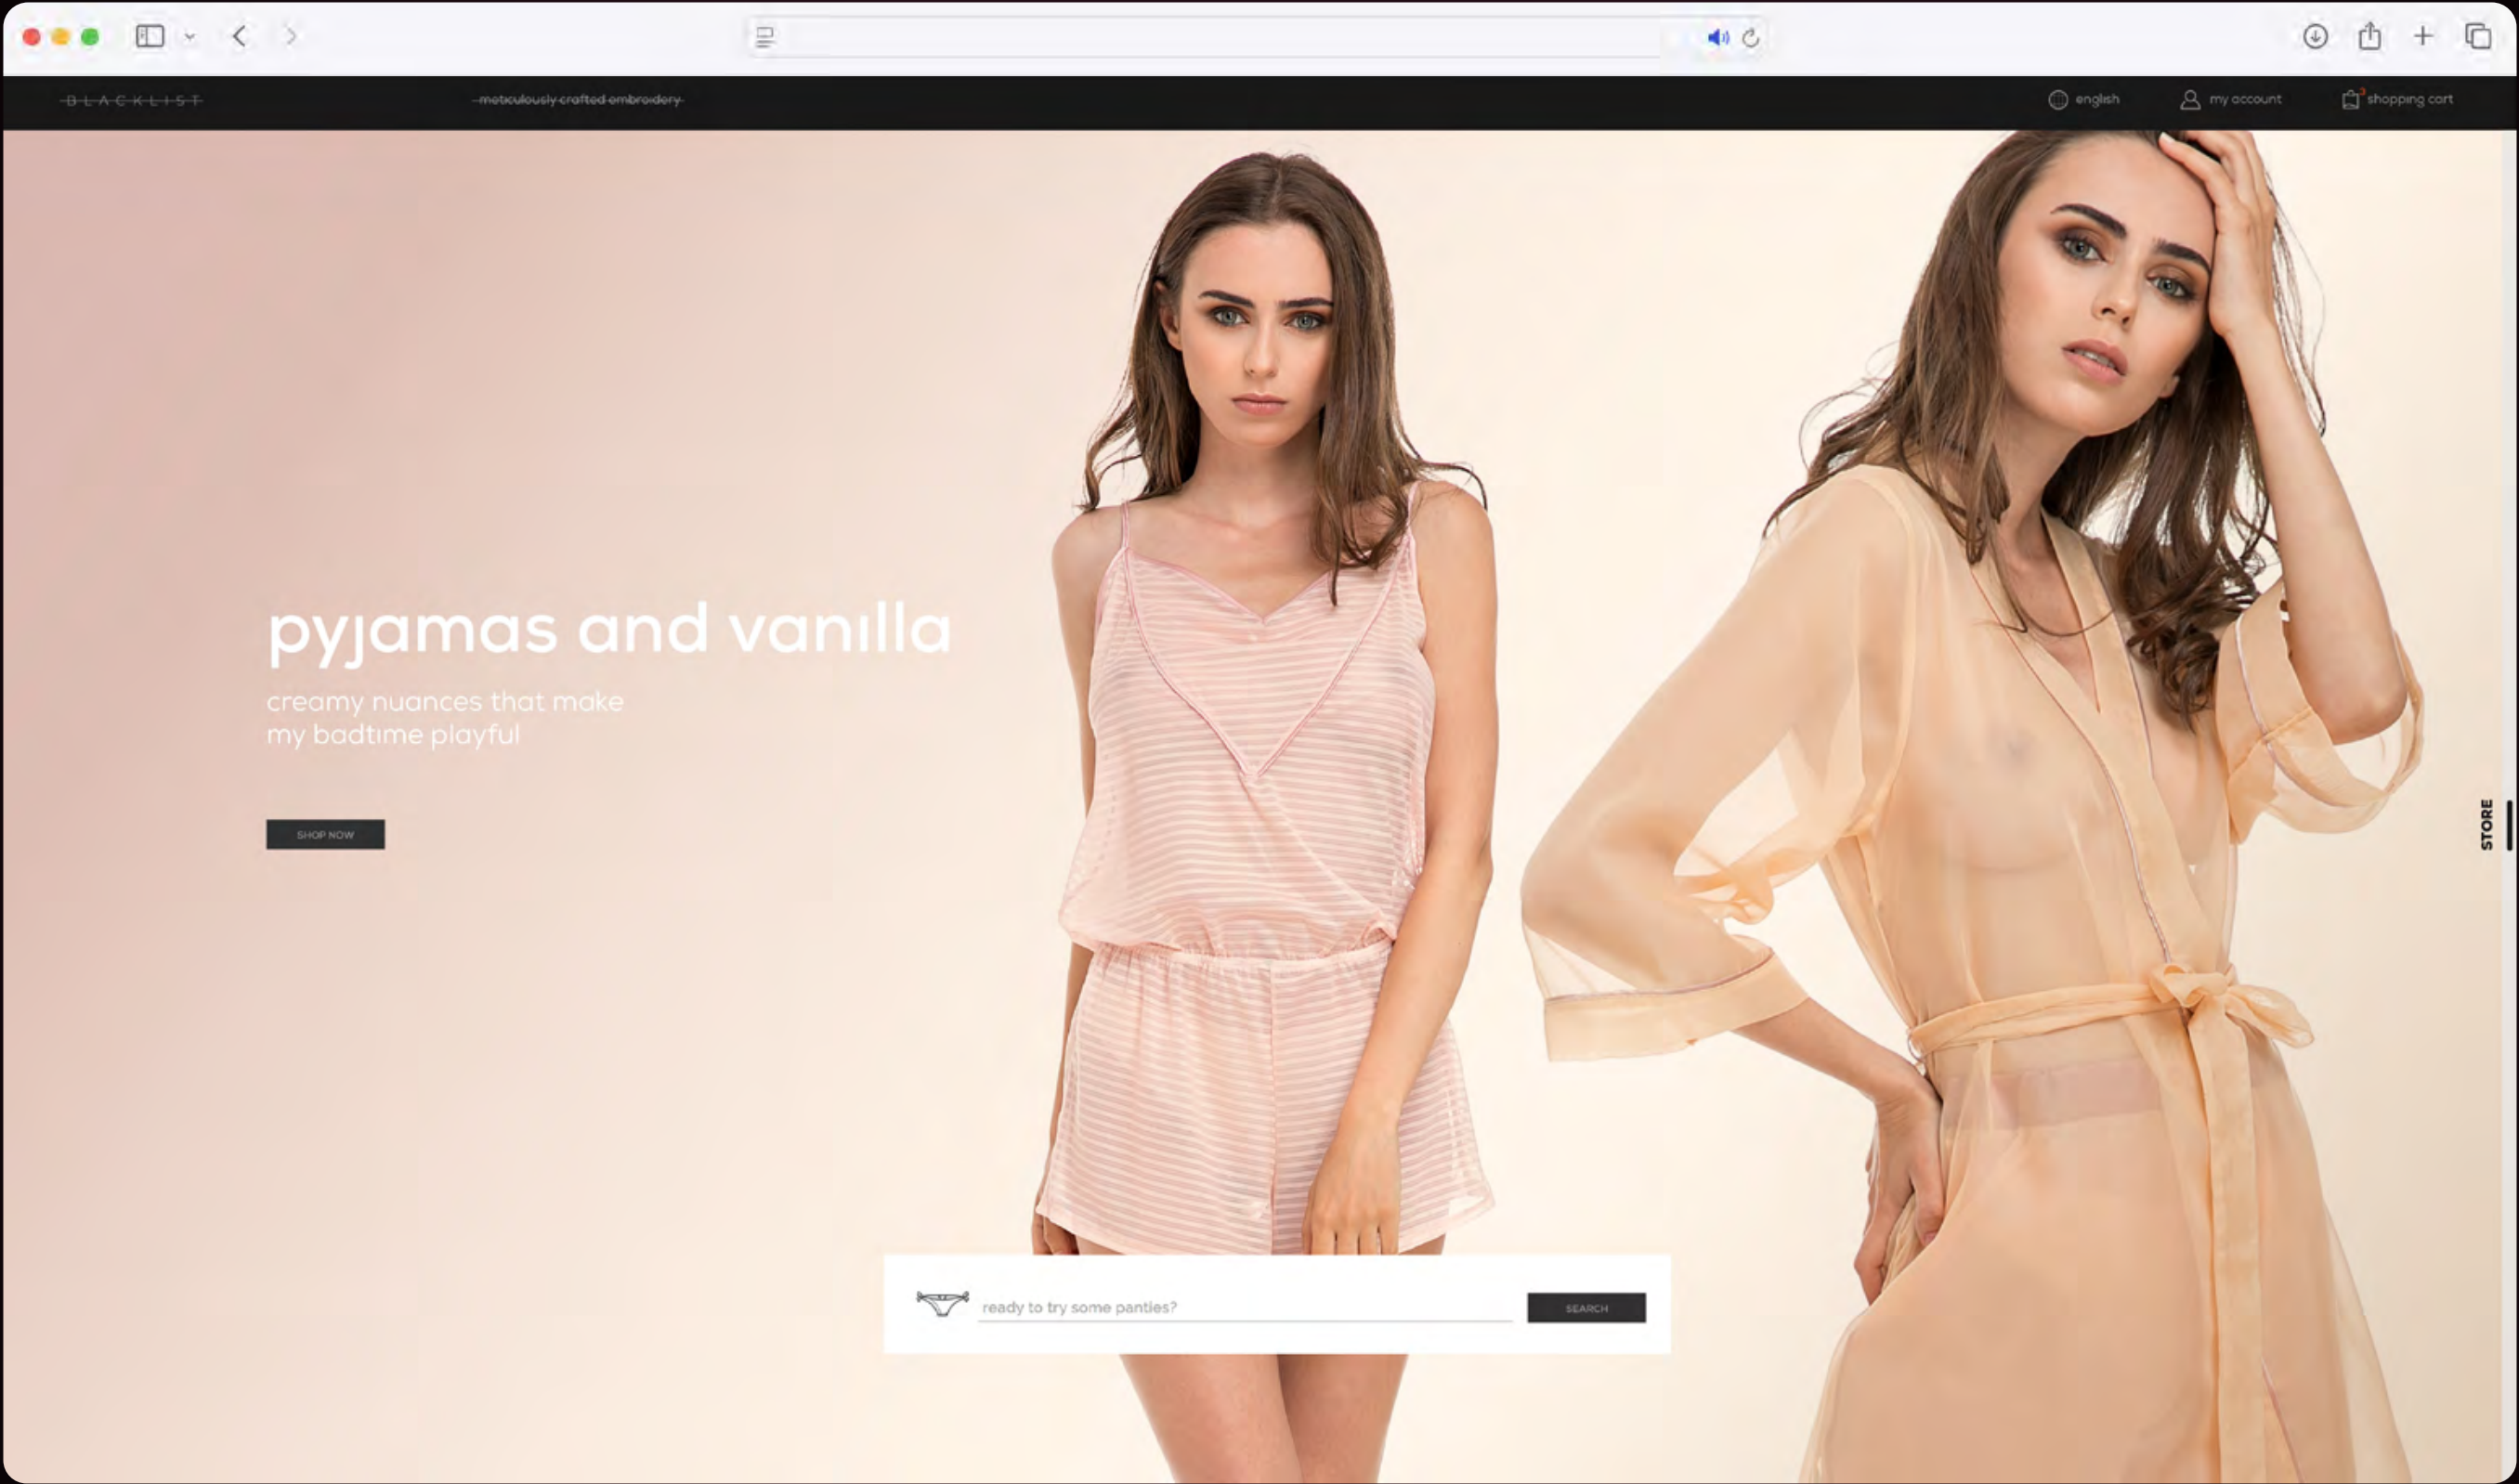 BLACKLIST
meticulously crafted embroidery
english
my account
3
shopping cart
pyjamas and vanilla
creamy nuances that make
my badtime playful
SHOP NOW
STORE
ready to try some panties?
SEARCH